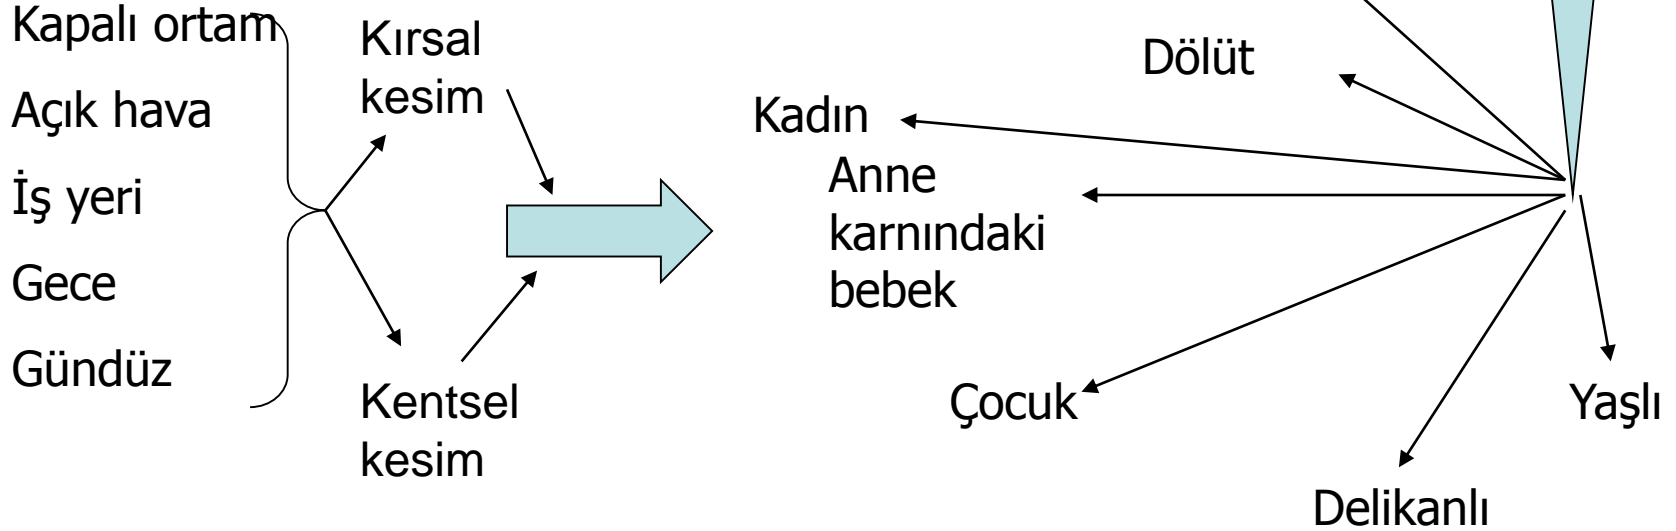 Kapalı ortam
Açık hava
İş yeri
Gece
Gündüz
Kırsal
kesim
Kentsel
kesim
Dölüt
Kadın
Anne
karnındaki
bebek
Çocuk
Yaşlı
Delikanlı